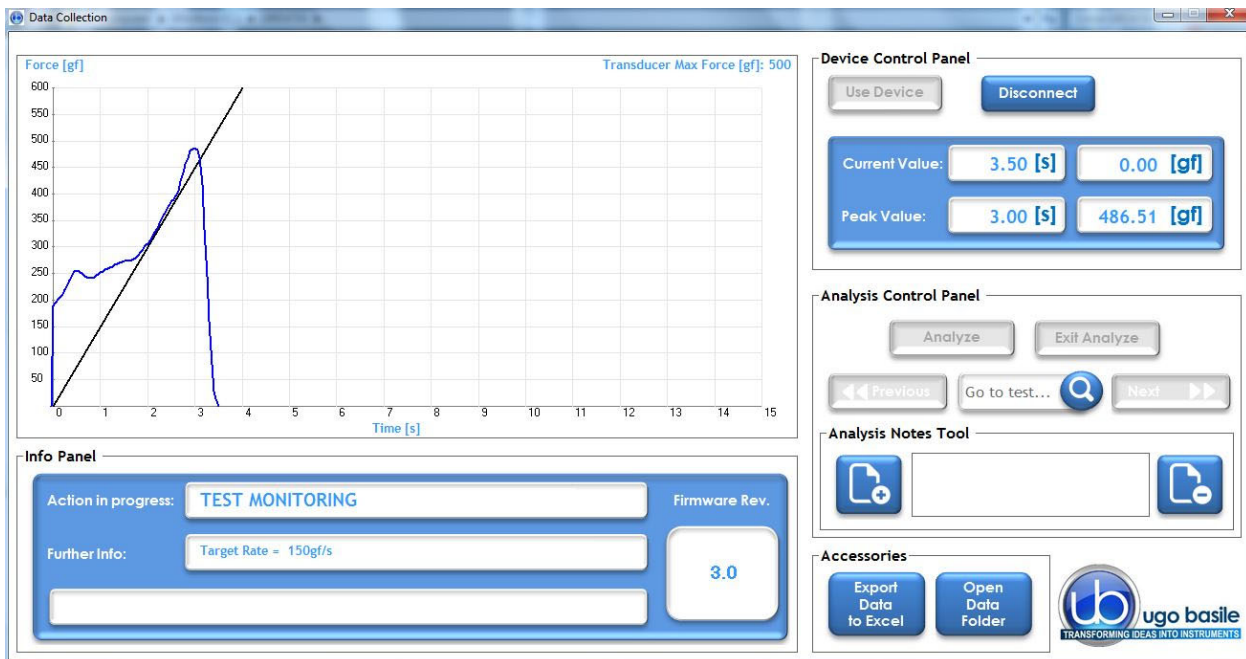 Data Collection
Force [gf]
Transducer Max Force [gf]: 500
600
550
500
450
400
350
300
250
200
150
100
50
0 1 2 3 4 5 6 7 8 9 10 11 12 13 14 15
Time [s]
Info Panel
Action in progress: TEST MONITORING
Firmware Rev.
Further Info: Target Rate = 150gf/s
3.0
Device Control Panel
Use Device Disconnect
Current Value: 3.50 [s] 0.00 [gf]
Peak Value: 3.00 [s] 486.51 [gf]
Analysis Control Panel
Analyze Exit Analyze
Previous Go to test... Next
Analysis Notes Tool
Accessories
Export
Data
to Excel
Open
Data
Folder
ub ugo basile
TRANSFORMING IDEAS INTO INSTRUMENTS